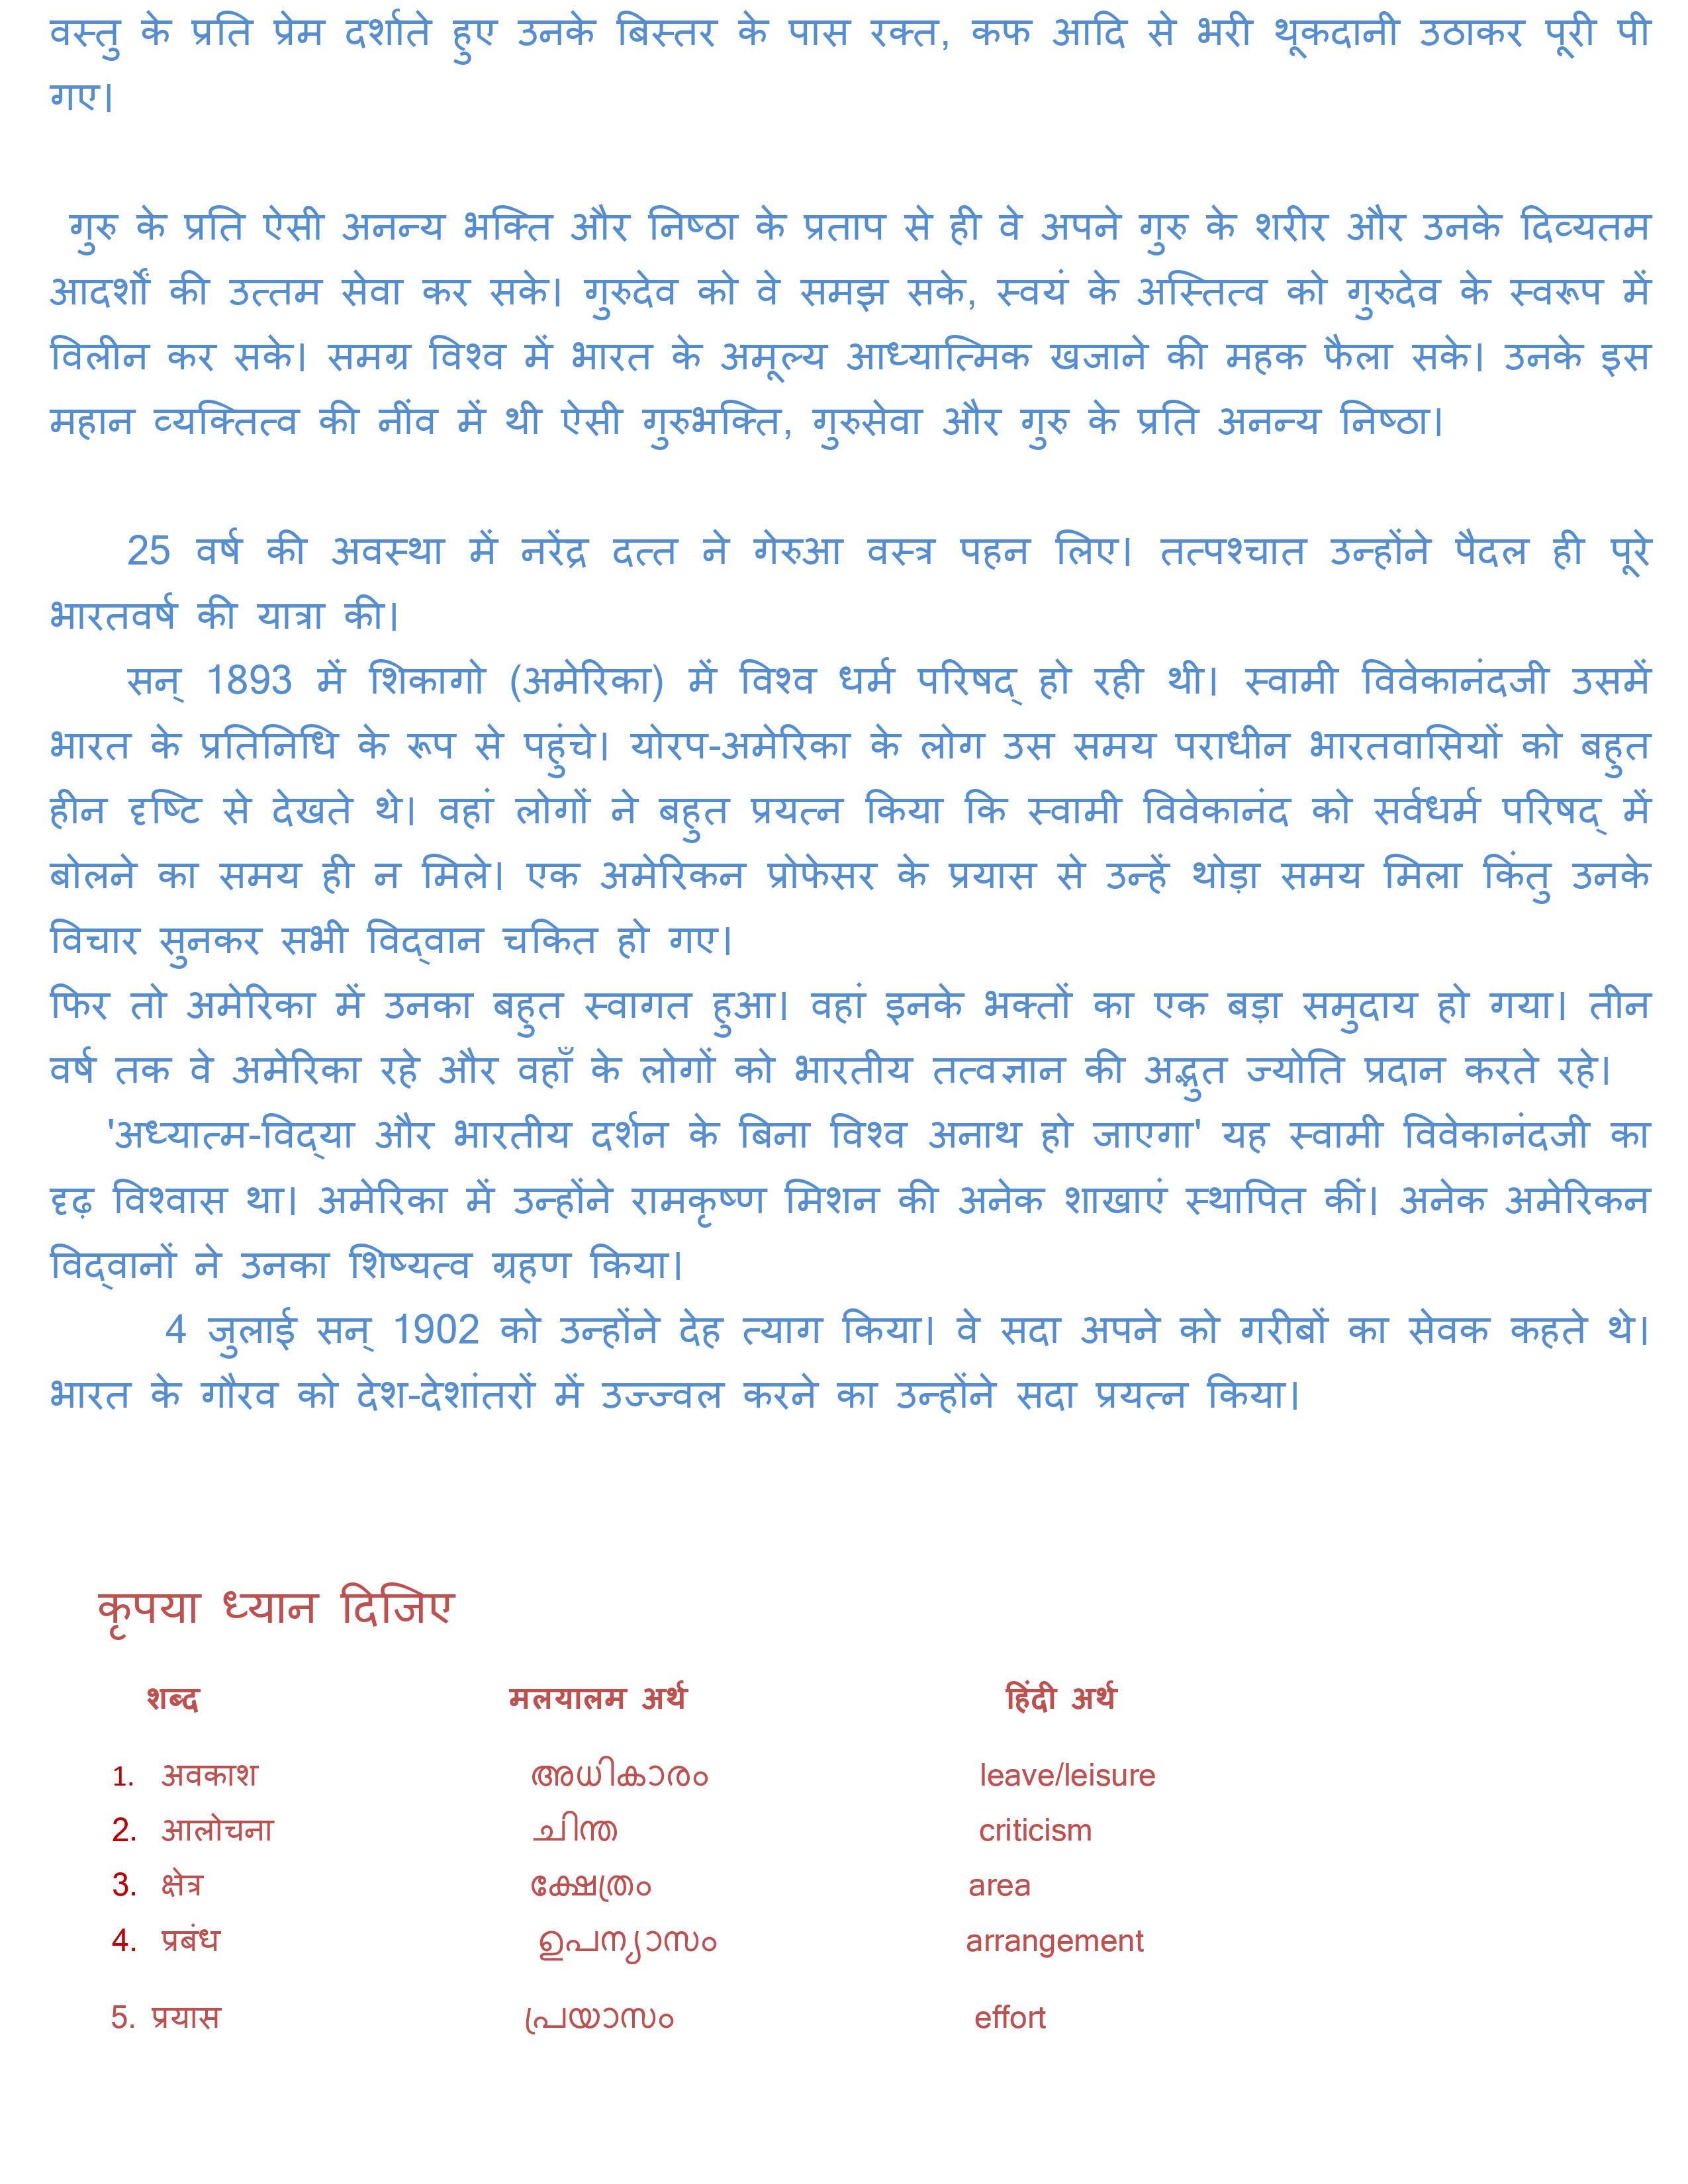 वस्तु के प्रति प्रेम दर्शाते हुए उनके बिस्तर के पास रक्त, कफ आदि से भरी थूकदानी उठाकर पूरी पी
गए।
गुरु के प्रति ऐसी अनन्य भक्ति और निष्ठा के प्रताप से ही वे अपने गुरु के शरीर और उनके दिव्यतम
आदर्शों की उत्तम सेवा कर सके। गुरुदेव को वे समझ सके, स्वयं के अस्तित्व को गुरुदेव के स्वरूप में
विलीन कर सके। समग्र विश्व में भारत के अमूल्य आध्यात्मिक खजाने की महक फैला सके। उनके इस
महान व्यक्तित्व की नींव में थी ऐसी गुरुभक्ति, गुरुसेवा और गुरु के प्रति अनन्य निष्ठा।
25 वर्ष की अवस्था में नरेंद्र दत्त ने गेरुआ वस्त्र पहन लिए। तत्पश्चात उन्होंने पैदल ही पूरे
भारतवर्ष की यात्रा की।
सन् 1893 में शिकागो (अमेरिका) में विश्व धर्म परिषद् हो रही थी। स्वामी विवेकानंदजी उसमें
भारत के प्रतिनिधि के रूप से पहुंचे। योरप-अमेरिका के लोग उस समय पराधीन भारतवासियों को बहुत
हीन दृष्टि से देखते थे। वहां लोगों ने बहुत प्रयत्न किया कि स्वामी विवेकानंद को सर्वधर्म परिषद् में
बोलने का समय ही न मिले। एक अमेरिकन प्रोफेसर के प्रयास से उन्हें थोड़ा समय मिला किंतु उनके
विचार सुनकर सभी विद्वान चकित हो गए।
फिर तो अमेरिका में उनका बहुत स्वागत हुआ। वहां इनके भक्तों का एक बड़ा समुदाय हो गया। तीन
वर्ष तक वे अमेरिका रहे और वहाँ के लोगों को भारतीय तत्वज्ञान की अद्भुत ज्योति प्रदान करते रहे।
'अध्यात्म-विद्या और भारतीय दर्शन के बिना विश्व अनाथ हो जाएगा' यह स्वामी विवेकानंदजी का
दृढ़ विश्वास था। अमेरिका में उन्होंने रामकृष्ण मिशन की अनेक शाखाएं स्थापित कीं। अनेक अमेरिकन
विद्वानों ने उनका शिष्यत्व ग्रहण किया।
4 जुलाई सन् 1902 को उन्होंने देह त्याग किया। वे सदा अपने को गरीबों का सेवक कहते थे।
भारत के गौरव को देश-देशांतरों में उज्ज्वल करने का उन्होंने सदा प्रयत्न किया।
कृपया ध्यान दिजिए
शब्द मलयालम अर्थ हिंदी अर्थ
1. अवकाश അധികാരം leave/leisure
2. आलोचना ചിന്ത criticism
3. क्षेत्र ക്ഷേത്രം area
4. प्रबंध ഉപന്യാസം arrangement
5. प्रयास പ്രയാസം effort